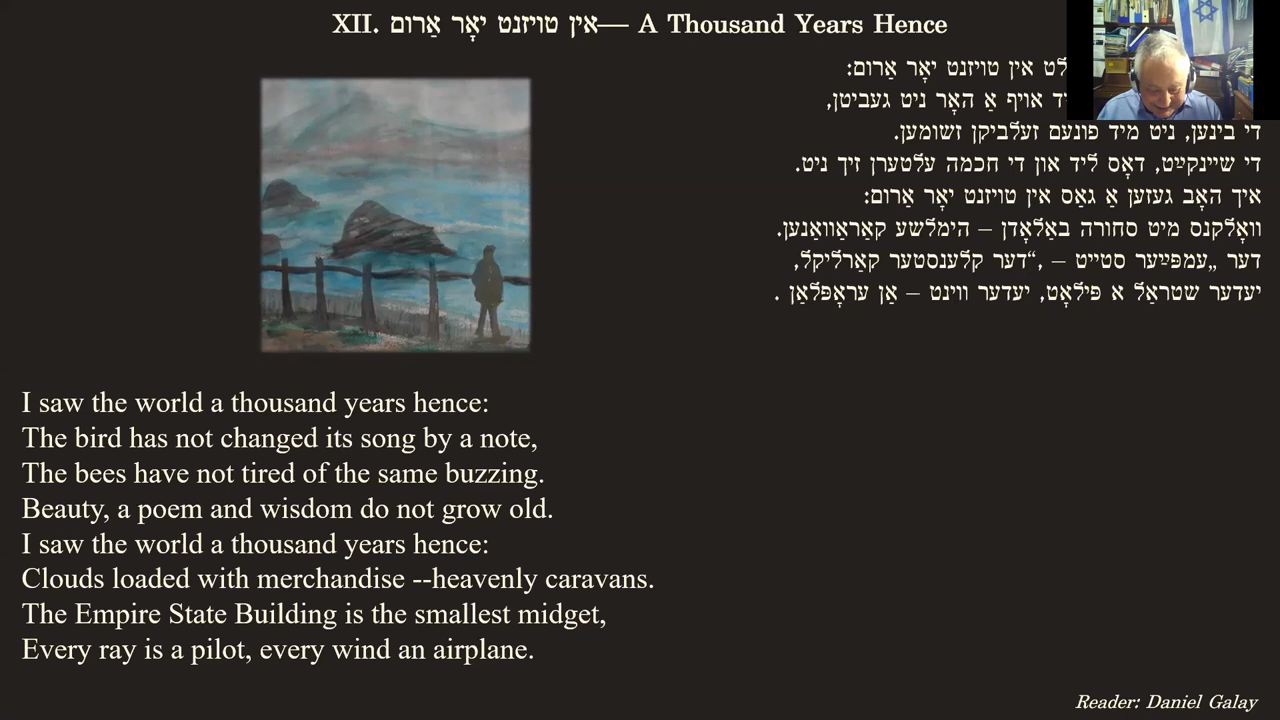 XII. אין טויזנט יאָר אַרום— A Thousand Years Hence
אין טויזנט יאָר אַרום:
אויף אַ האָר ניט געביטן,
די בינען, ניט מיד פונעם זעלביקן זשומען.
די שיינקײַט, דאָס ליד און די חכמה עלטערן זיך ניט.
איך האָב געזען אַ גאַס אין טויזנט יאָר אַרום:
וואָלקנס מיט סחורה באַלאָדן – הימלשע קאַראַוואַנען.
דער „עמפּײַער סטייט – ,“דער קלענסטער קאַרליקל,
יעדער שטראַל א פּילאָט, יעדער ווינט – אַן עראָפּלאַן .
I saw the world a thousand years hence:
The bird has not changed its song by a note,
The bees have not tired of the same buzzing.
Beauty, a poem and wisdom do not grow old.
I saw the world a thousand years hence:
Clouds loaded with merchandise --heavenly caravans.
The Empire State Building is the smallest midget,
Every ray is a pilot, every wind an airplane.
Reader: Daniel Galay